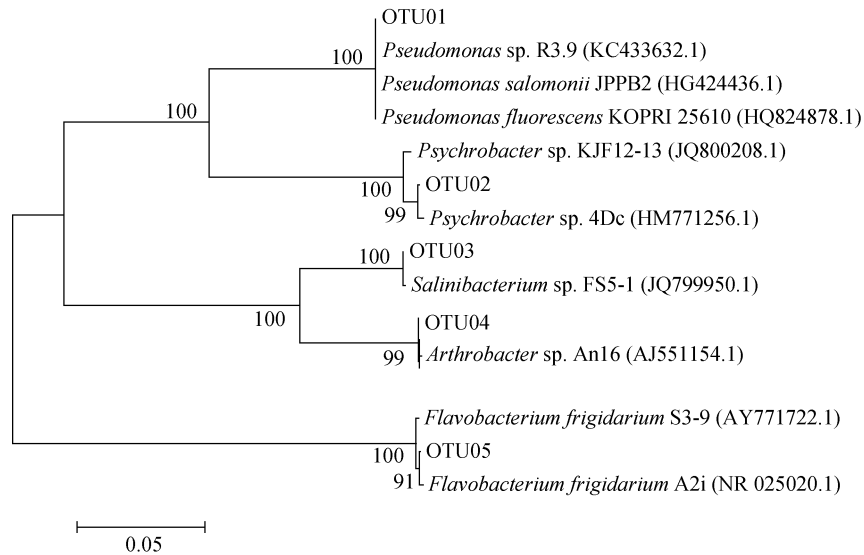 OTU01
100
Pseudomonas sp. R3.9 (KC433632.1)
Pseudomonas salomonii JPPB2 (HG424436.1)
100
Pseudomonas fluorescens KOPRI 25610 (HQ824878.1)
Psychrobacter sp. KJF12-13 (JQ800208.1)
100
OTU02
99
Psychrobacter sp. 4Dc (HM771256.1)
OTU03
100
Salinibacterium sp. FS5-1 (JQ799950.1)
100
OTU04
99
Arthrobacter sp. An16 (AJ551154.1)
Flavobacterium frigidarium S3-9 (AY771722.1)
100
OTU05
91
Flavobacterium frigidarium A2i (NR 025020.1)
0.05